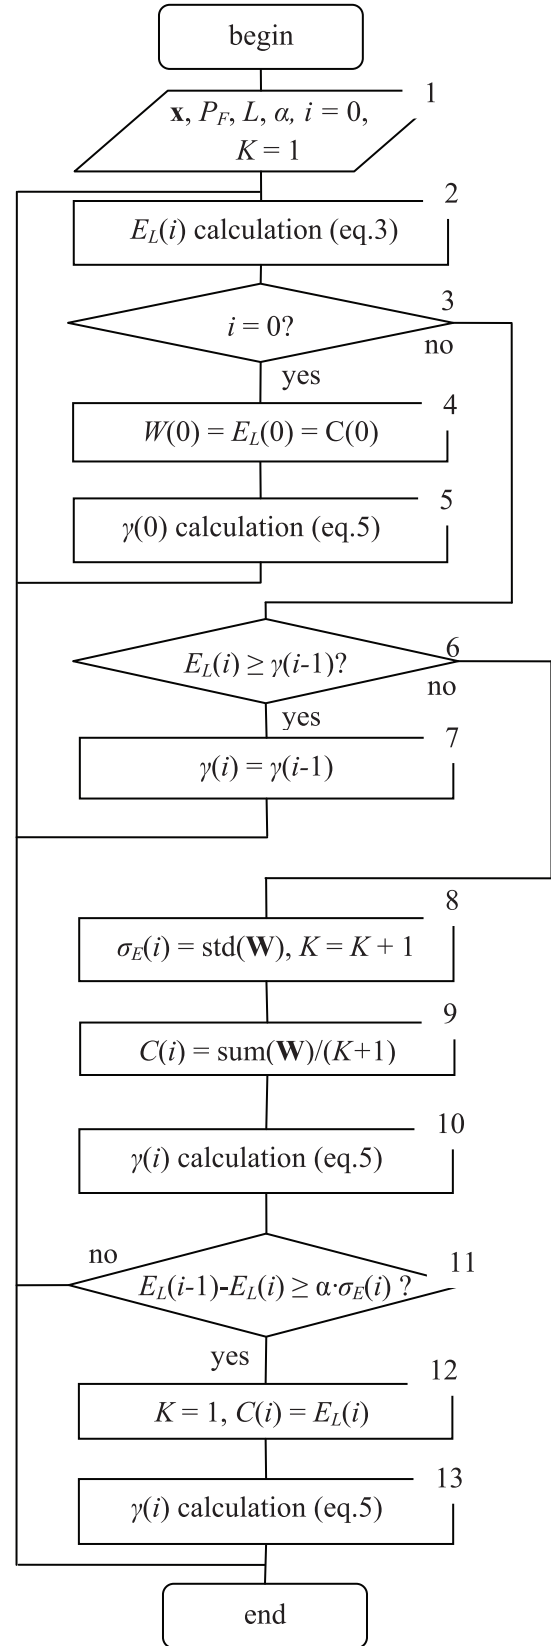 begin
1
x, P_F, L, α, i = 0,
K = 1
2
E_L(i) calculation (eq.3)
3
i = 0?
no
yes
4
W(0) = E_L(0) = C(0)
5
γ(0) calculation (eq.5)
6
E_L(i) ≥ γ(i-1)?
no
yes
7
γ(i) = γ(i-1)
8
σ_E(i) = std(W), K = K + 1
9
C(i) = sum(W)/(K+1)
10
γ(i) calculation (eq.5)
no
11
E_L(i-1)-E_L(i) ≥ α·σ_E(i) ?
yes
12
K = 1, C(i) = E_L(i)
13
γ(i) calculation (eq.5)
end